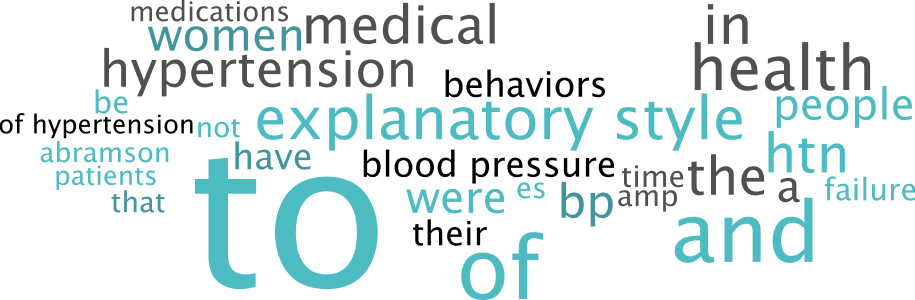 medications
women medical in
hypertension health
behaviors
be explanatory style people
of hypertension not
abramson have blood pressure htn
patients time the a
that to were es bp amp failure
their of and